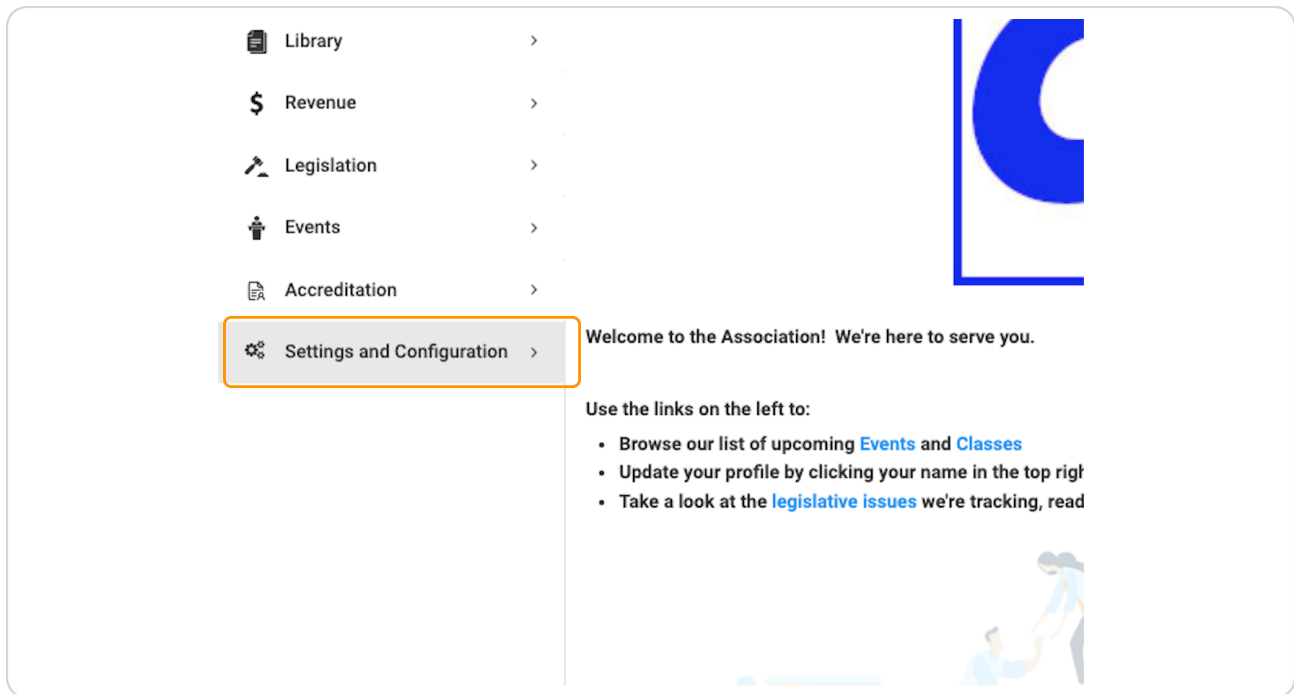 Library
Revenue
Legislation
Events
Accreditation
Settings and Configuration
Welcome to the Association!  We're here to serve you.
Use the links on the left to:
• Browse our list of upcoming Events and Classes
• Update your profile by clicking your name in the top righ
• Take a look at the legislative issues we're tracking, read